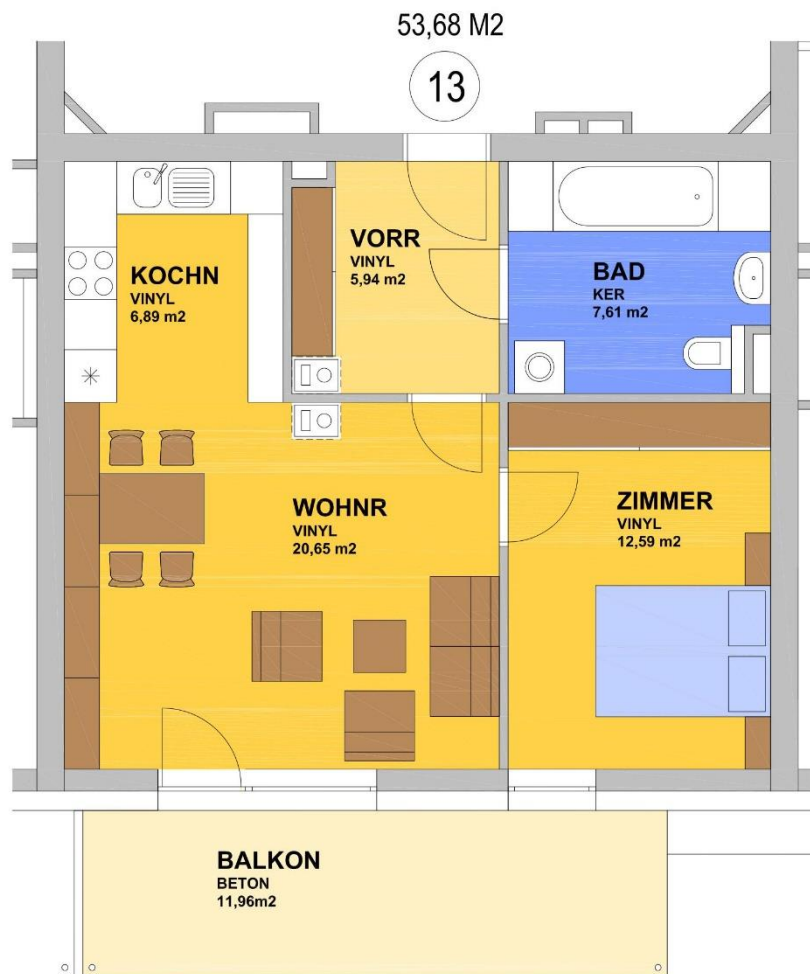 53,68 M2
13
VORR
VINYL
5,94 m2
KOCHN
VINYL
6,89 m2
BAD
KER
7,61 m2
WOHNR
VINYL
20,65 m2
ZIMMER
VINYL
12,59 m2
BALKON
BETON
11,96m2